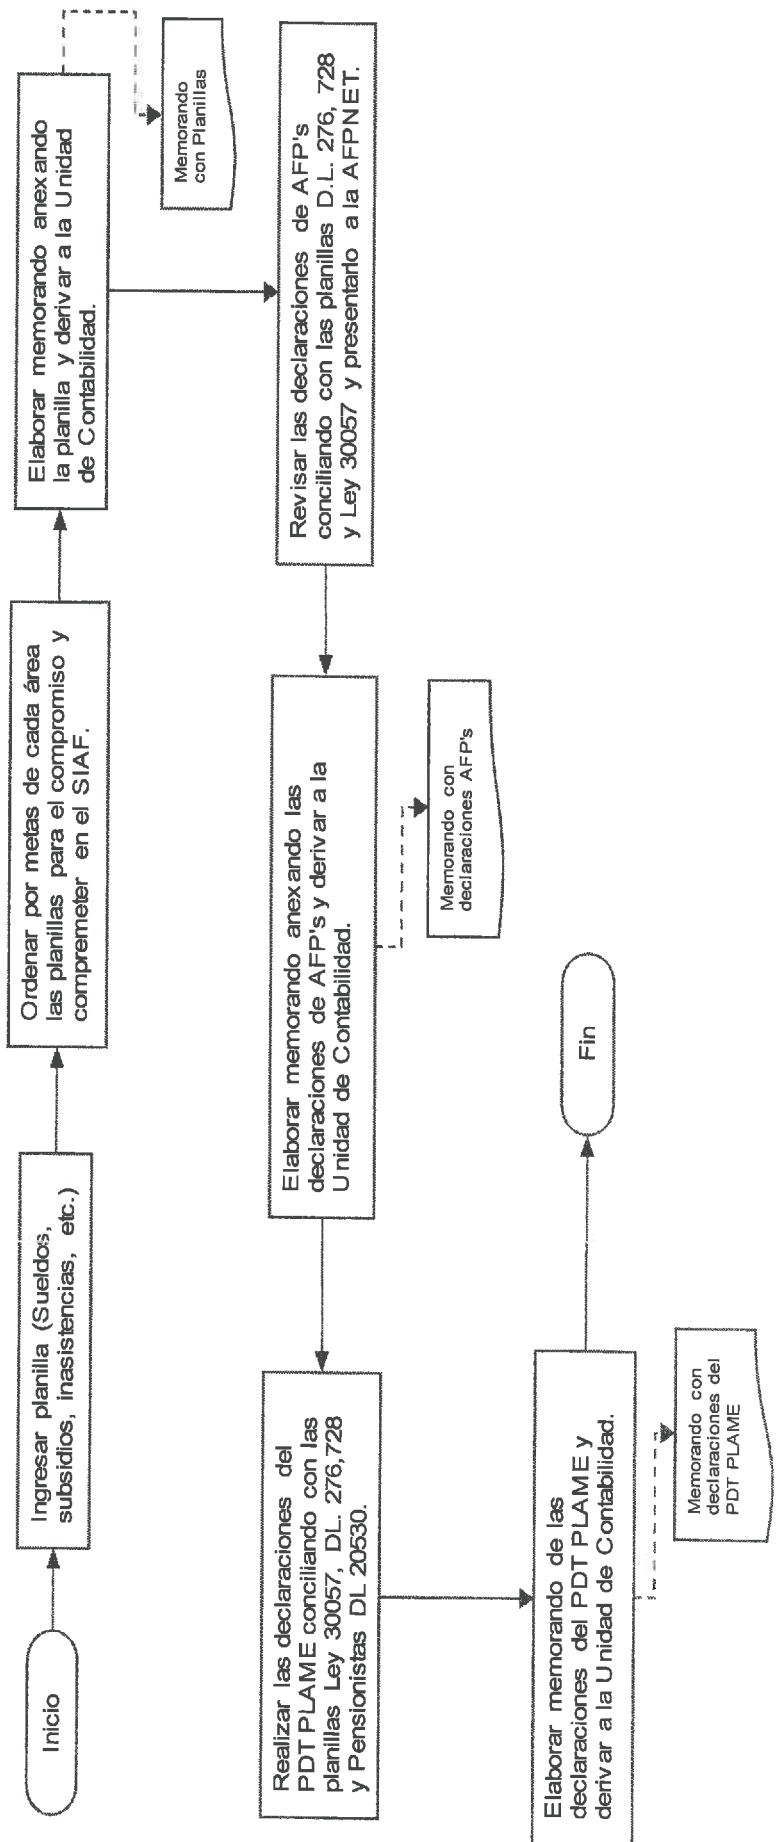 Inicio
Ingresar planilla (Sueldos,
subsidios, inasistencias, etc.)
Ordenar por metas de cada área
las planillas para el compromiso y
compremeter en el SIAF.
Elaborar memorando anexando
la planilla y derivar a la Unidad
de Contabilidad.
Memorando
con Planillas
Revisar las declaraciones de AFP's
conciliando con las planillas D.L. 276, 728
y Ley 30057 y presentarlo a la AFPNET.
Elaborar memorando anexando las
declaraciones de AFP's y derivar a la
Unidad de Contabilidad.
Memorando con
declaraciones AFP's
Realizar las declaraciones del
PDT PLAME conciliando con las
planillas Ley 30057, DL. 276,728
y Pensionistas DL 20530.
Elaborar memorando de las
declaraciones del PDT PLAME y
derivar a la Unidad de Contabilidad.
Memorando con
declaraciones del
PDT PLAME
Fin